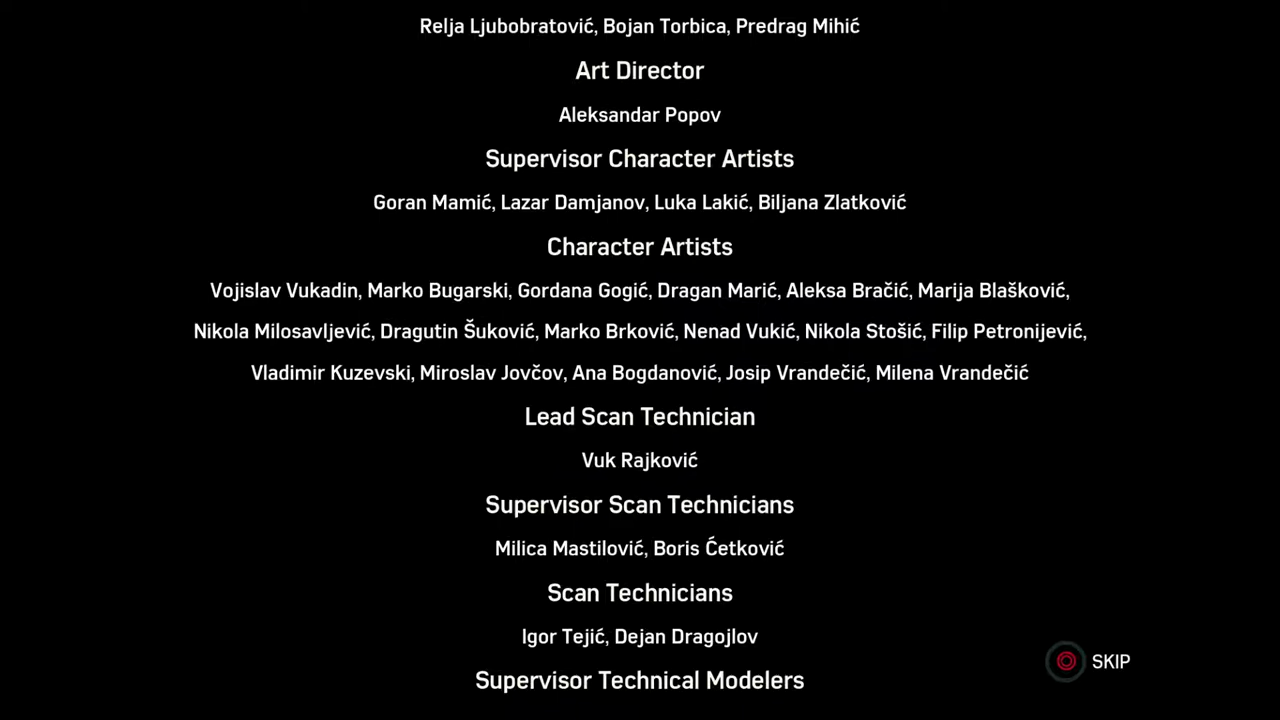 Relja Ljubobratović, Bojan Torbica, Predrag Mihić
Art Director
Aleksandar Popov
Supervisor Character Artists
Goran Mamić, Lazar Damjanov, Luka Lakić, Biljana Zlatković
Character Artists
Vojislav Vukadin, Marko Bugarski, Gordana Gogić, Dragan Marić, Aleksa Bračić, Marija Blašković,
Nikola Milosavljević, Dragutin Šuković, Marko Brković, Nenad Vukić, Nikola Stošić, Filip Petronijević,
Vladimir Kuzevski, Miroslav Jovčov, Ana Bogdanović, Josip Vrandečić, Milena Vrandečić
Lead Scan Technician
Vuk Rajković
Supervisor Scan Technicians
Milica Mastilović, Boris Ćetković
Scan Technicians
Igor Tejić, Dejan Dragojlov
SKIP
Supervisor Technical Modelers